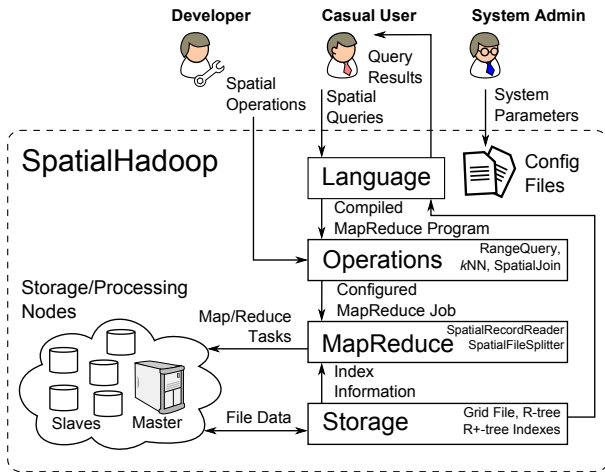 Developer
Casual User
System Admin
Query
Results
Spatial
Operations
Spatial
Queries
System
Parameters
SpatialHadoop
Language
Config
Files
Compiled
MapReduce Program
Operations
RangeQuery,
kNN, SpatialJoin
Storage/Processing
Nodes
Configured
MapReduce Job
Map/Reduce
Tasks
MapReduce
SpatialRecordReader
SpatialFileSplitter
Index
Information
Slaves
Master
File Data
Storage
Grid File, R-tree
R+-tree Indexes